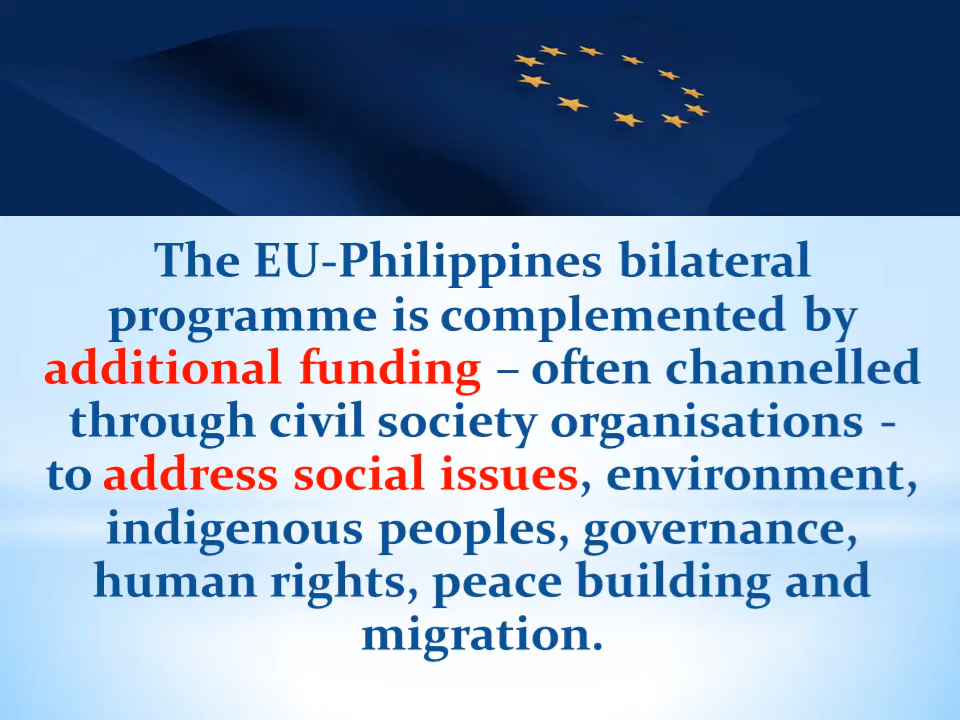 The EU-Philippines bilateral
programme is complemented by
additional funding – often channelled
through civil society organisations -
to address social issues, environment,
indigenous peoples, governance,
human rights, peace building and
migration.